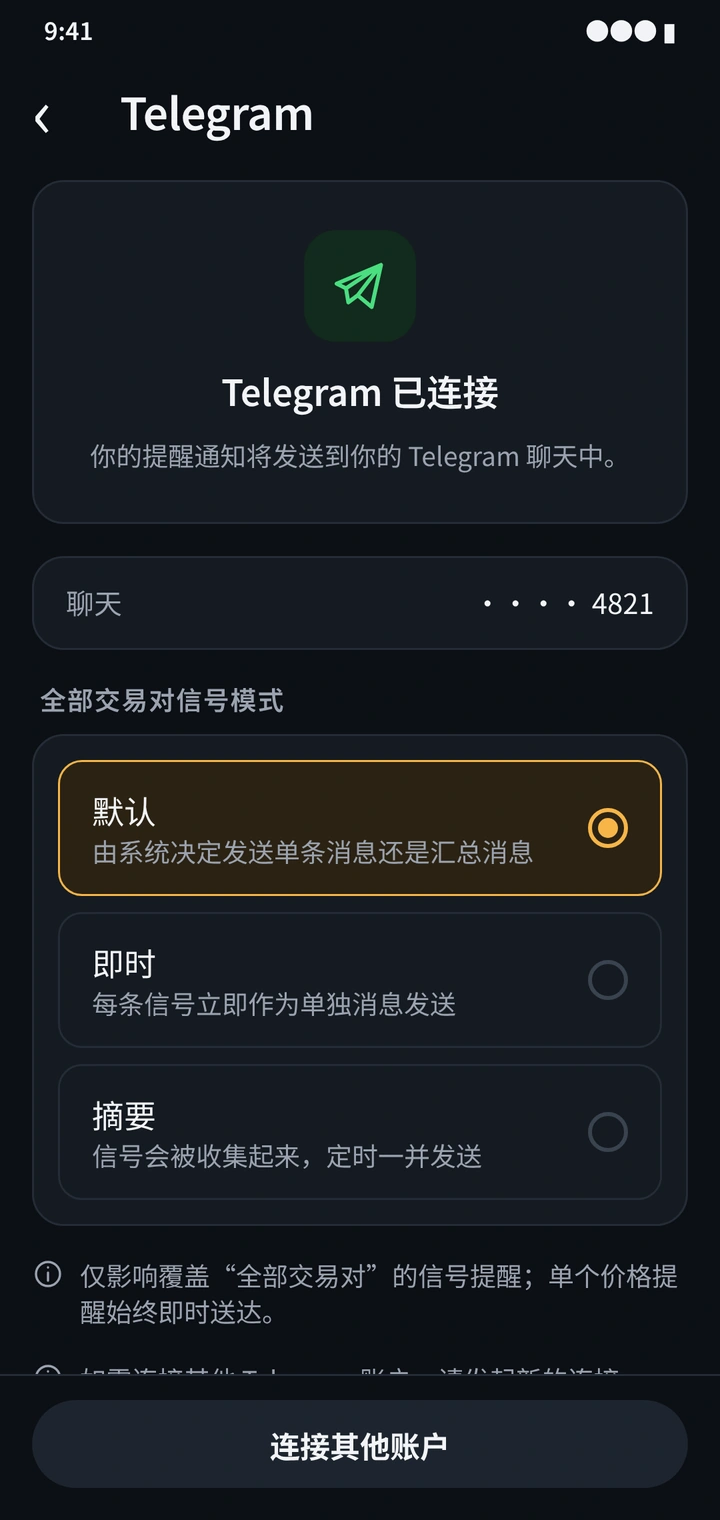 9:41
Telegram
Telegram 已连接
你的提醒通知将发送到你的 Telegram 聊天中。
聊天
• • • • 4821
全部交易对信号模式
默认
由系统决定发送单条消息还是汇总消息
即时
每条信号立即作为单独消息发送
摘要
信号会被收集起来，定时一并发送
仅影响覆盖“全部交易对”的信号提醒；单个价格提
醒始终即时送达。
连接其他账户